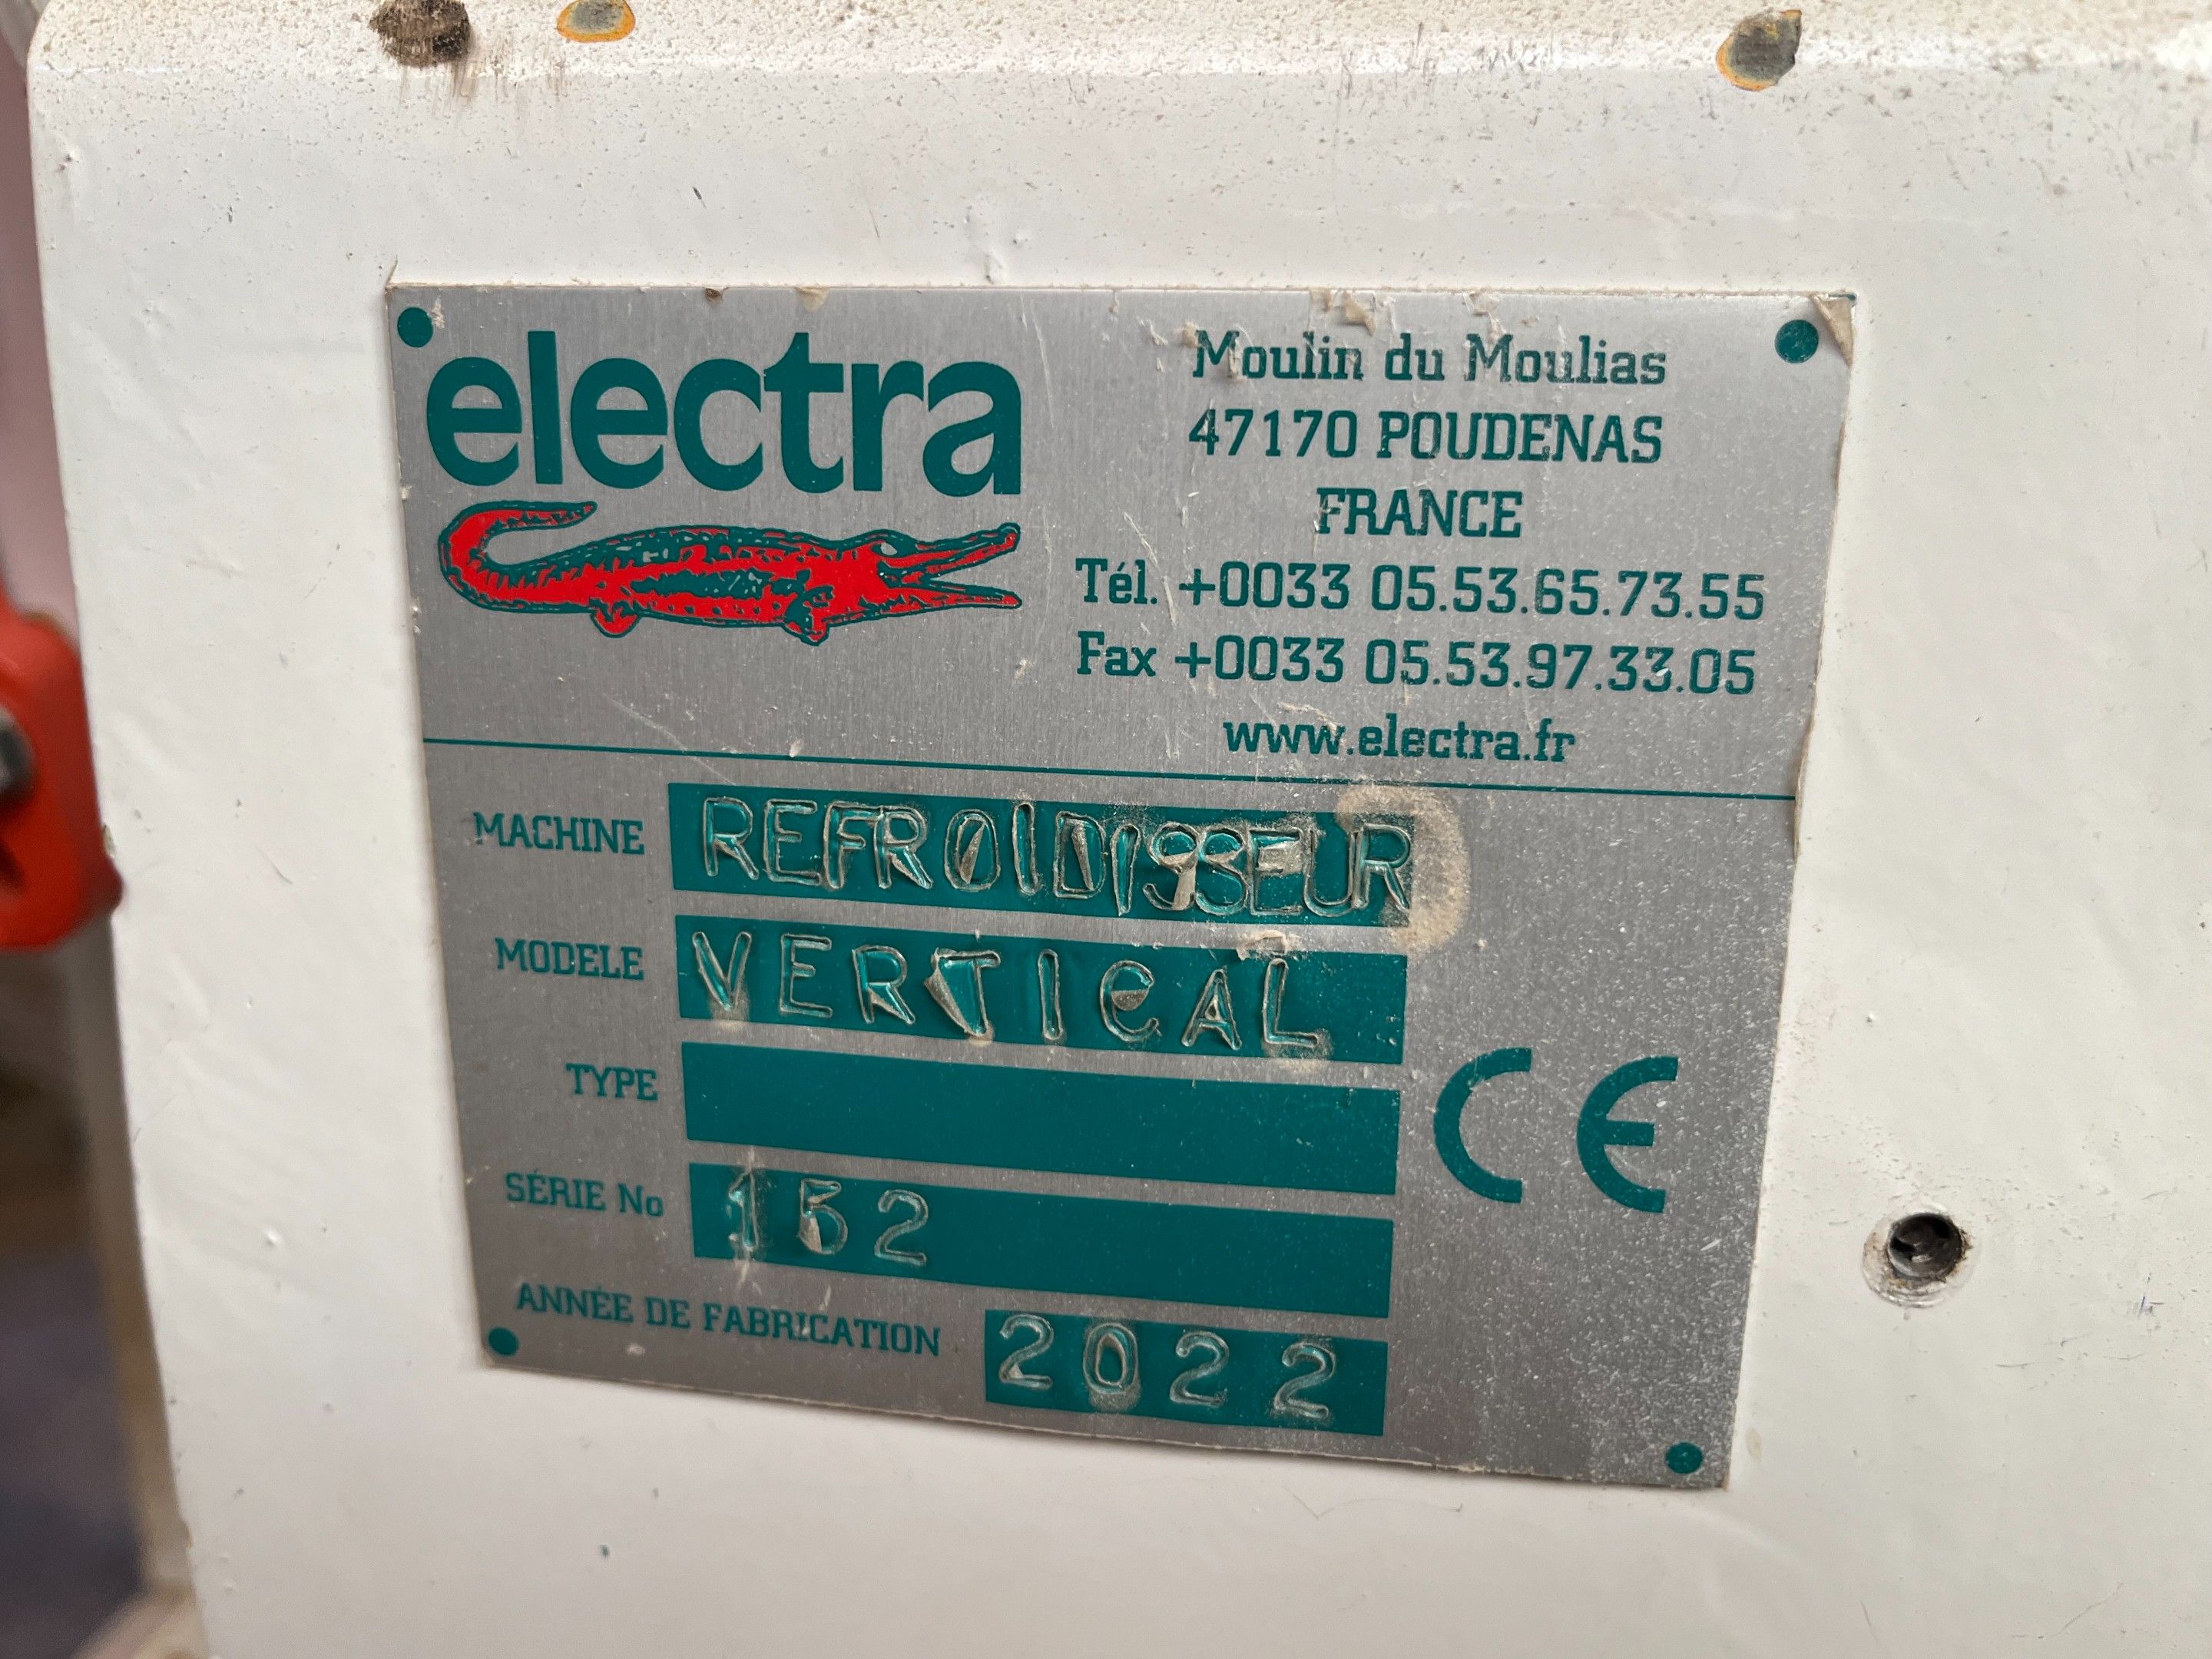 electra
Moulin du Moulias
47170 POUDENAS
FRANCE
Tél. +0033 05.53.65.73.55
Fax +0033 05.53.97.33.05
www.electra.fr
MACHINE REFROIDISSEUR
MODELE VERTICAL
TYPE
SÉRIE No 152
ANNÉE DE FABRICATION 2022
CE